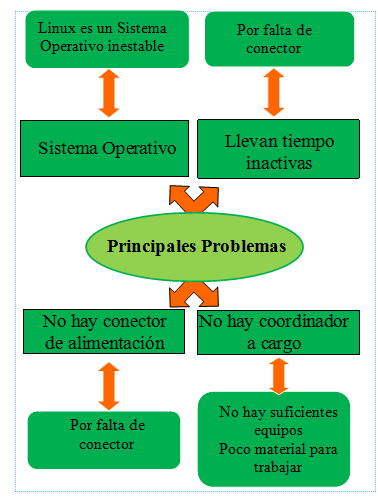 Linux es un Sistema
Operativo inestable
Por falta de
conector
Sistema Operativo
Llevan tiempo
inactivas
Principales Problemas
No hay conector
de alimentación
No hay coordinador
a cargo
Por falta de
conector
No hay suficientes
equipos
Poco material para
trabajar